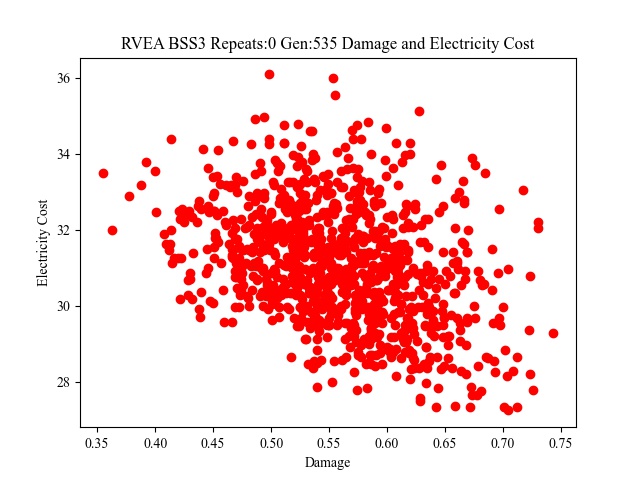 RVEA BSS3 Repeats:0 Gen:535 Damage and Electricity Cost
36
34
32
30
28
Electricity Cost
0.35 0.40 0.45 0.50 0.55 0.60 0.65 0.70 0.75
Damage